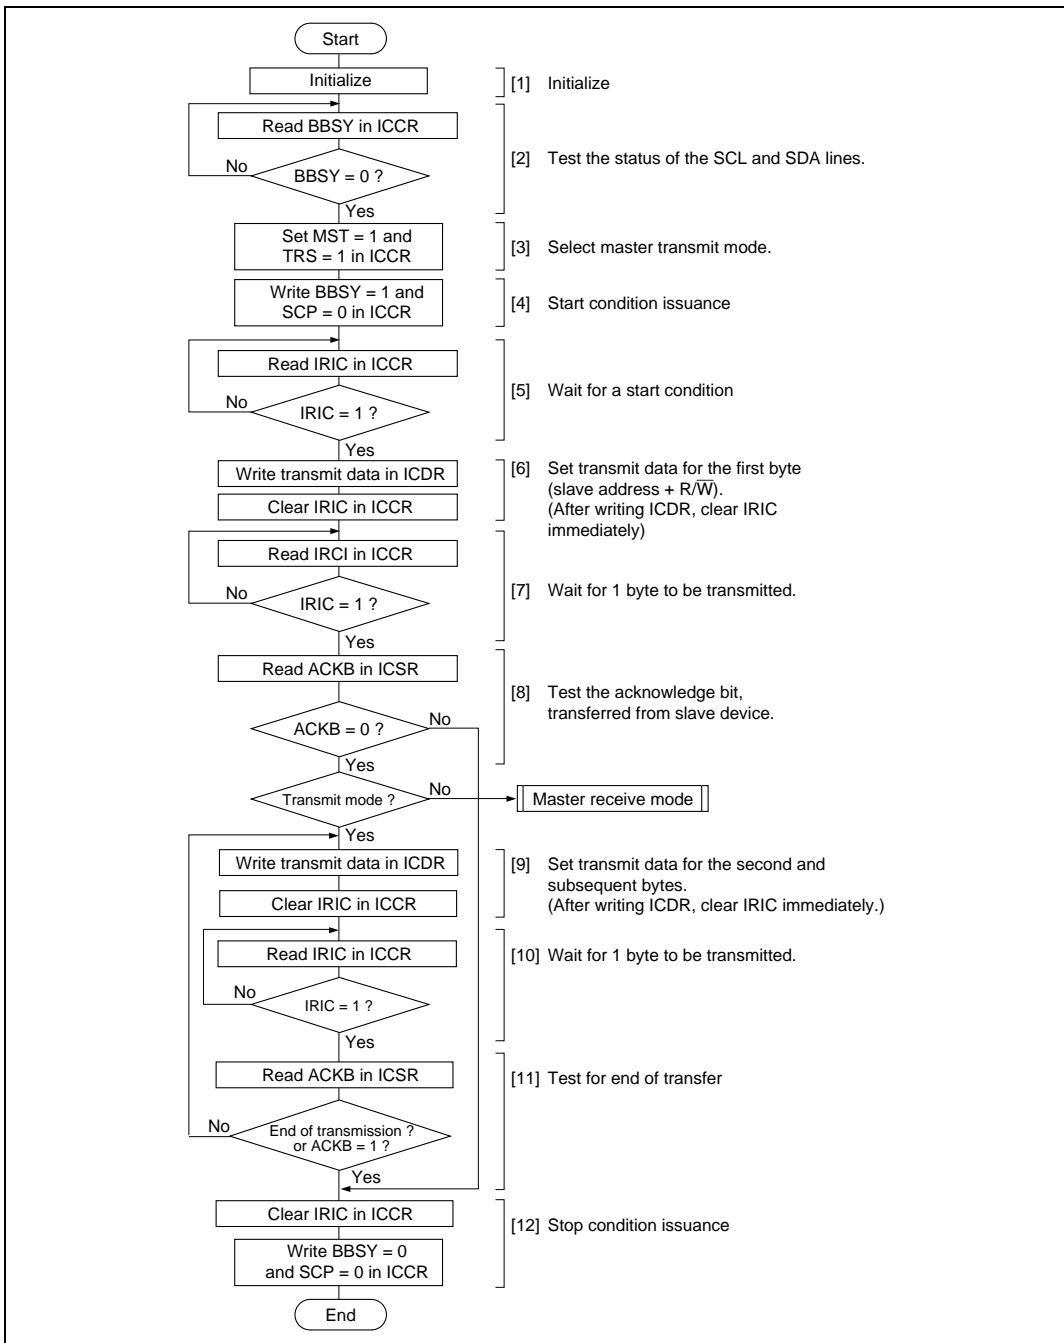 Start
Initialize
[1] Initialize
Read BBSY in ICCR
[2] Test the status of the SCL and SDA lines.
No
BBSY = 0 ?
Yes
Set MST = 1 and
TRS = 1 in ICCR
[3] Select master transmit mode.
Write BBSY = 1 and
SCP = 0 in ICCR
[4] Start condition issuance
Read IRIC in ICCR
[5] Wait for a start condition
No
IRIC = 1 ?
Yes
Write transmit data in ICDR
Clear IRIC in ICCR
[6] Set transmit data for the first byte
(slave address + R/W̅).
(After writing ICDR, clear IRIC
immediately)
Read IRCI in ICCR
[7] Wait for 1 byte to be transmitted.
No
IRIC = 1 ?
Yes
Read ACKB in ICSR
[8] Test the acknowledge bit,
transferred from slave device.
ACKB = 0 ?
No
Yes
Transmit mode ?
No
Master receive mode
Yes
Write transmit data in ICDR
Clear IRIC in ICCR
[9] Set transmit data for the second and
subsequent bytes.
(After writing ICDR, clear IRIC immediately.)
Read IRIC in ICCR
[10] Wait for 1 byte to be transmitted.
No
IRIC = 1 ?
Yes
Read ACKB in ICSR
[11] Test for end of transfer
No
End of transmission ?
or ACKB = 1 ?
Yes
Clear IRIC in ICCR
[12] Stop condition issuance
Write BBSY = 0
and SCP = 0 in ICCR
End